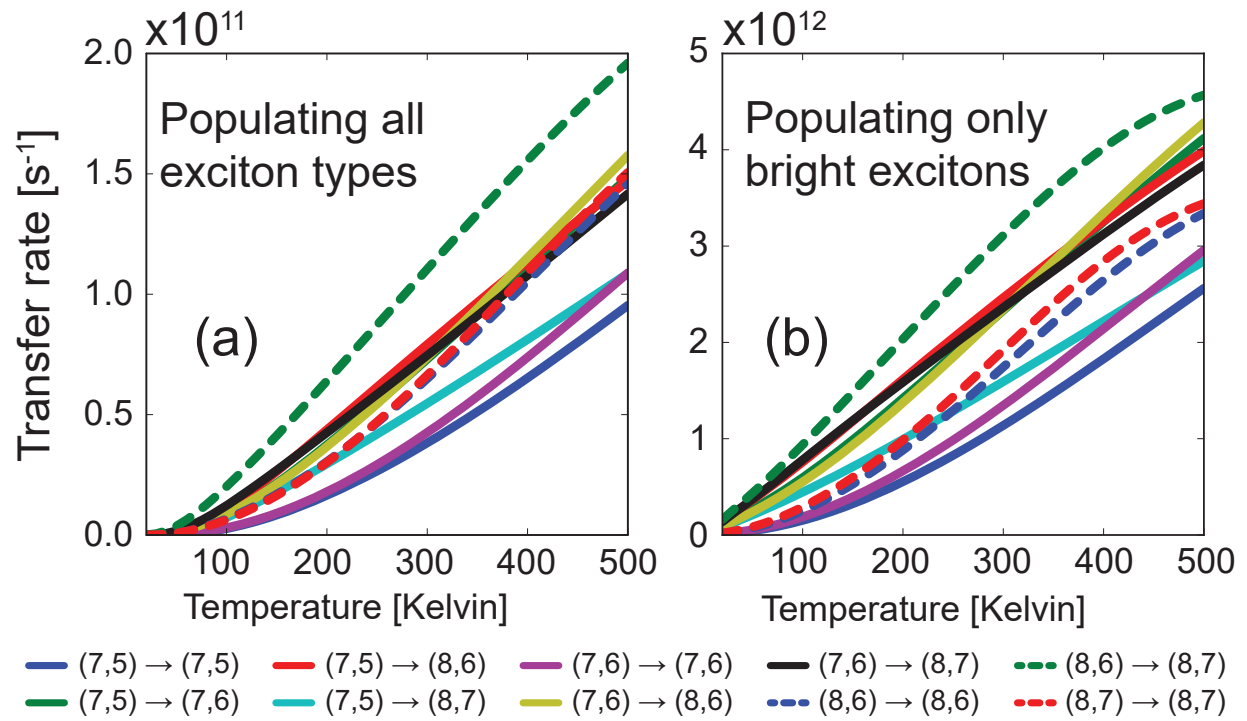 x10¹¹
x10¹²
Transfer rate [s⁻¹]
2.0
1.5
1.0
0.5
0.0
Populating all
exciton types
(a)
100 200 300 400 500
Temperature [Kelvin]
5
4
3
2
1
0
Populating only
bright excitons
(b)
100 200 300 400 500
Temperature [Kelvin]
(7,5) → (7,5) (7,5) → (8,6) (7,6) → (7,6) (7,6) → (8,7) (8,6) → (8,7)
(7,5) → (7,6) (7,5) → (8,7) (7,6) → (8,6) (8,6) → (8,6) (8,7) → (8,7)